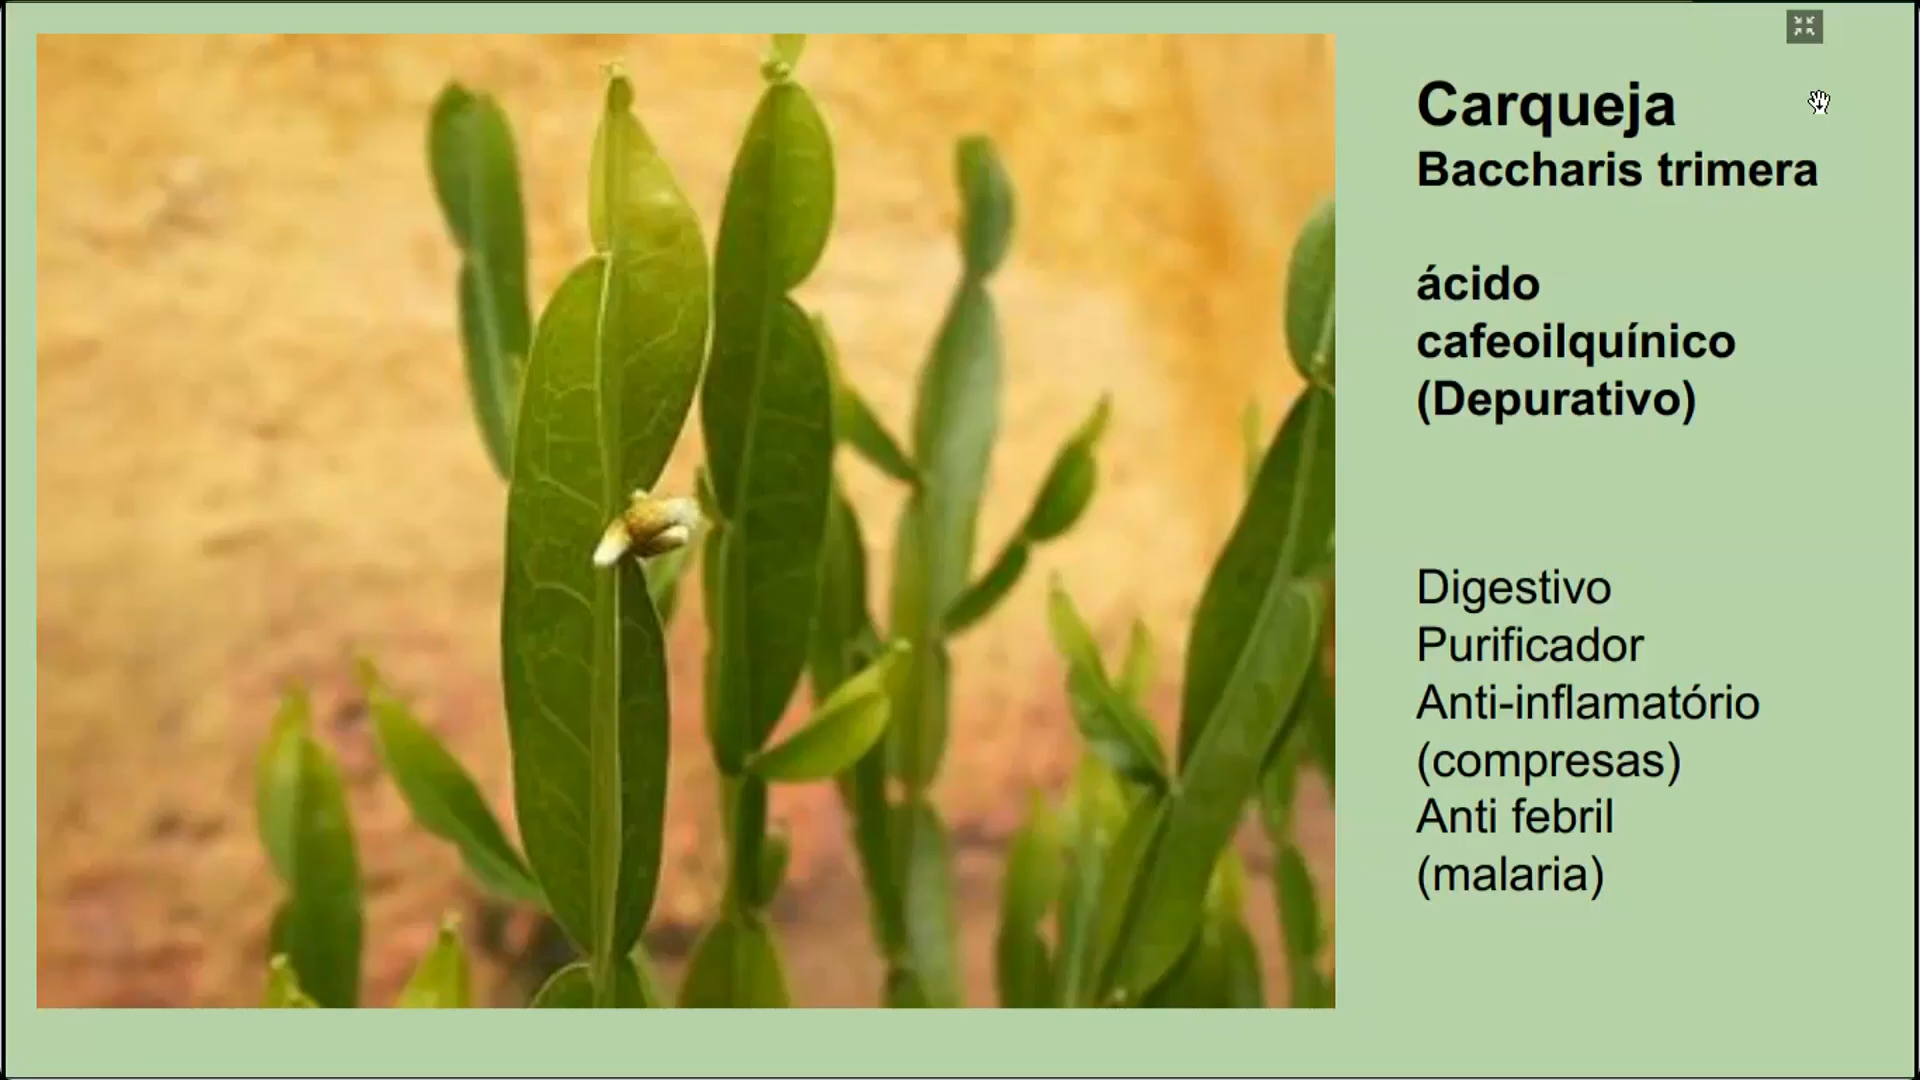 Carqueja
Baccharis trimera
ácido
cafeoilquínico
(Depurativo)
Digestivo
Purificador
Anti-inflamatório
(compresas)
Anti febril
(malaria)